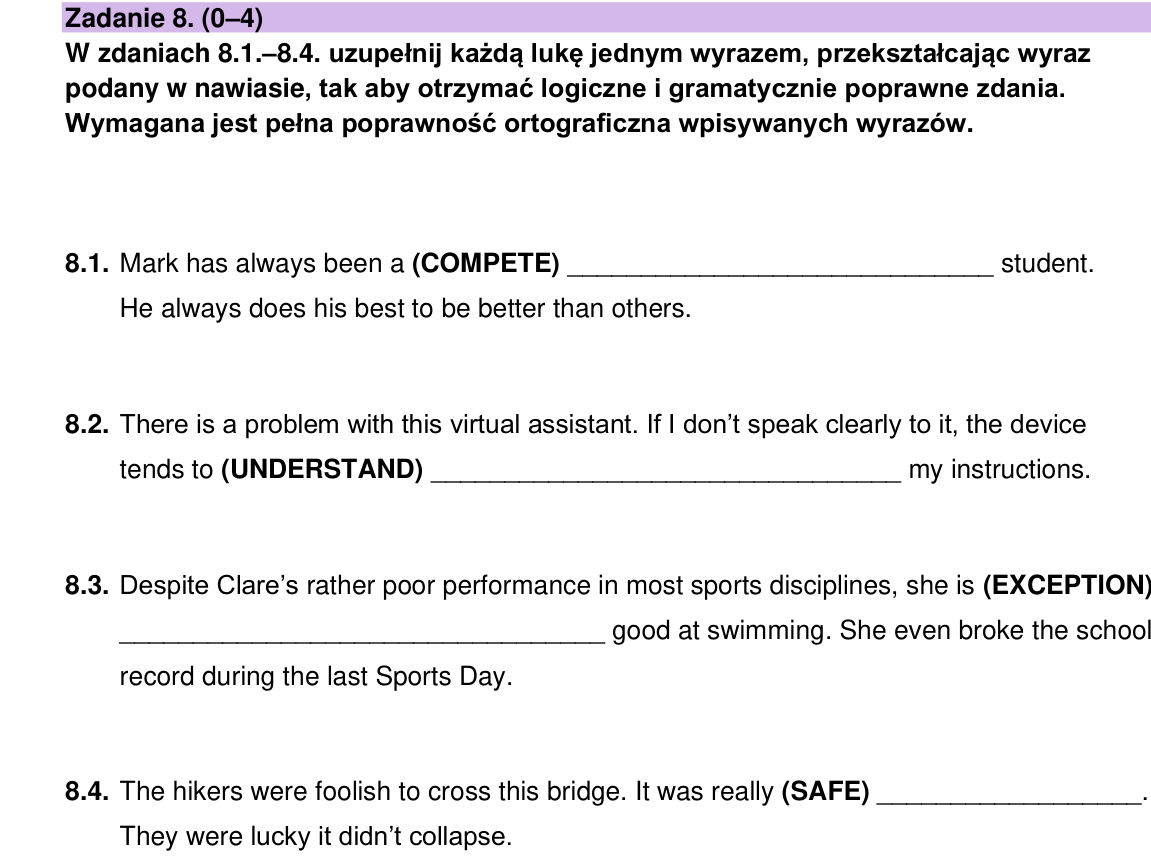 Zadanie 8. (0–4)
W zdaniach 8.1.–8.4. uzupełnij każdą lukę jednym wyrazem, przekształcając wyraz
podany w nawiasie, tak aby otrzymać logiczne i gramatycznie poprawne zdania.
Wymagana jest pełna poprawność ortograficzna wpisywanych wyrazów.
8.1. Mark has always been a (COMPETE) ______________________________ student.
He always does his best to be better than others.
8.2. There is a problem with this virtual assistant. If I don’t speak clearly to it, the device
tends to (UNDERSTAND) _________________________________ my instructions.
8.3. Despite Clare’s rather poor performance in most sports disciplines, she is (EXCEPTION)
__________________________________ good at swimming. She even broke the school
record during the last Sports Day.
8.4. The hikers were foolish to cross this bridge. It was really (SAFE) ___________________.
They were lucky it didn’t collapse.